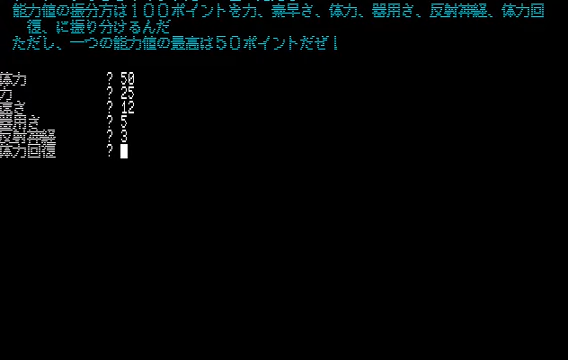 能力値の振分方は１００ポイントを力、素早さ、体力、器用さ、反射神経、体力回
復、に振り分けるんだ
ただし、一つの能力値の最高は５０ポイントだぜ！
体力 ? 50
力 ? 25
速さ ? 12
器用さ ? 5
反射神経 ? 3
体力回復 ?